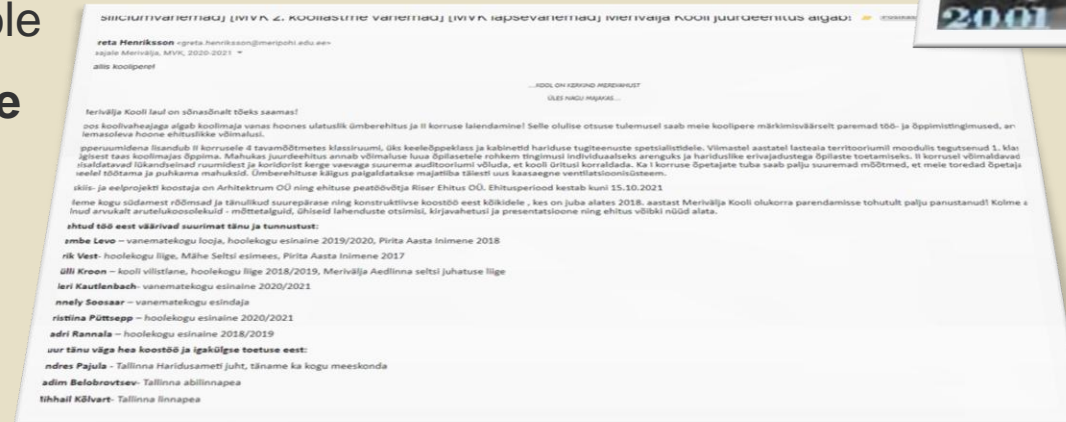 ole
e
2001
siliciumvanemad] [MVK 2. kooliastme vanemad] [MVK lapsevanemad] Merivälja Kooli juurdeehitus algab!
reta Henriksson <greta.henriksson@meripohi.edu.ee>
sajale Merivälja, MVK, 2020-2021
allis koolipere!
...KOOL ON KERKIND MEREVAHUST
ÜLES NAGU MAJAKAS...
Merivälja Kooli laul on sõnasõnalt tõeks saamas!
oos koolivaheajaga algab koolimaja vanas hoones ulatuslik ümberehitus ja II korruse laiendamine! Selle olulise otsuse tulemusel saab meie koolipere märkimisväärselt paremad töö- ja õppimistingimused, ar
lemasoleva hoone ehituslikke võimalusi.
pperuumidena lisandub II korrusele 4 tavamõõtmetes klassiruumi, üks keeleõppeklass ja kabinetid hariduse tugiteenuste spetsialistidele. Viimastel aastatel lasteaia territooriumil moodulis tegutsenud 1. klas
lgisest taas koolimajas õppima. Mahukas juurdeehitus annab võimaluse luua õpilasetele rohkem tingimusi individuaalseks arenguks ja hariduslike erivajadustega õpilaste toetamiseks. II korrusel võimaldavad
isaldatavad lükandseinad ruumidest ja koridorist kerge vaevaga suurema auditooriumi võluda, et kooli üritusi korraldada. Ka I korruse õpetajate tuba saab palju suuremad mõõtmed, et meie toredad õpetaj
eelel töötama ja puhkama mahuksid. Ümberehituse käigus paigaldatakse majatiiba täiesti uus kaasaegne ventilatsioonisüsteem.
skiis- ja eelprojekti koostaja on Arhitektrum OÜ ning ehituse peatöövõtja Riser Ehitus OÜ. Ehitusperiood kestab kuni 15.10.2021
leme kogu südamest rõõmsad ja tänulikud suurepärase ning konstruktiivse koostöö eest kõikidele , kes on juba alates 2018. aastast Merivälja Kooli olukorra parendamisse tohutult palju panustanud! Kolme a
inud arvukalt arutelukoosolekuid - mõttetalguid, ühiseid lahenduste otsimisi, kirjavahetusi ja presentatsioone ning ehitus võibki nüüd alata.
ehtud töö eest väärivad suurimat tänu ja tunnustust:
embe Levo – vanematekogu looja, hoolekogu esinaine 2019/2020, Pirita Aasta Inimene 2018
rik Vest- hoolekogu liige, Mähe Seltsi esimees, Pirita Aasta Inimene 2017
ülli Kroon – kooli vilistlane, hoolekogu liige 2018/2019, Merivälja Aedlinna seltsi juhatuse liige
ieri Kautlenbach- vanematekogu esinaine 2020/2021
nnely Soosaar – vanematekogu esindaja
ristiina Püttsepp – hoolekogu esinaine 2020/2021
adri Rannala – hoolekogu esinaine 2018/2019
uur tänu väga hea koostöö ja igakülgse toetuse eest:
ndres Pajula - Tallinna Haridusameti juht, täname ka kogu meeskonda
adim Belobrovtsev- Tallinna abilinnapea
Mihhail Kõlvart- Tallinna linnapea